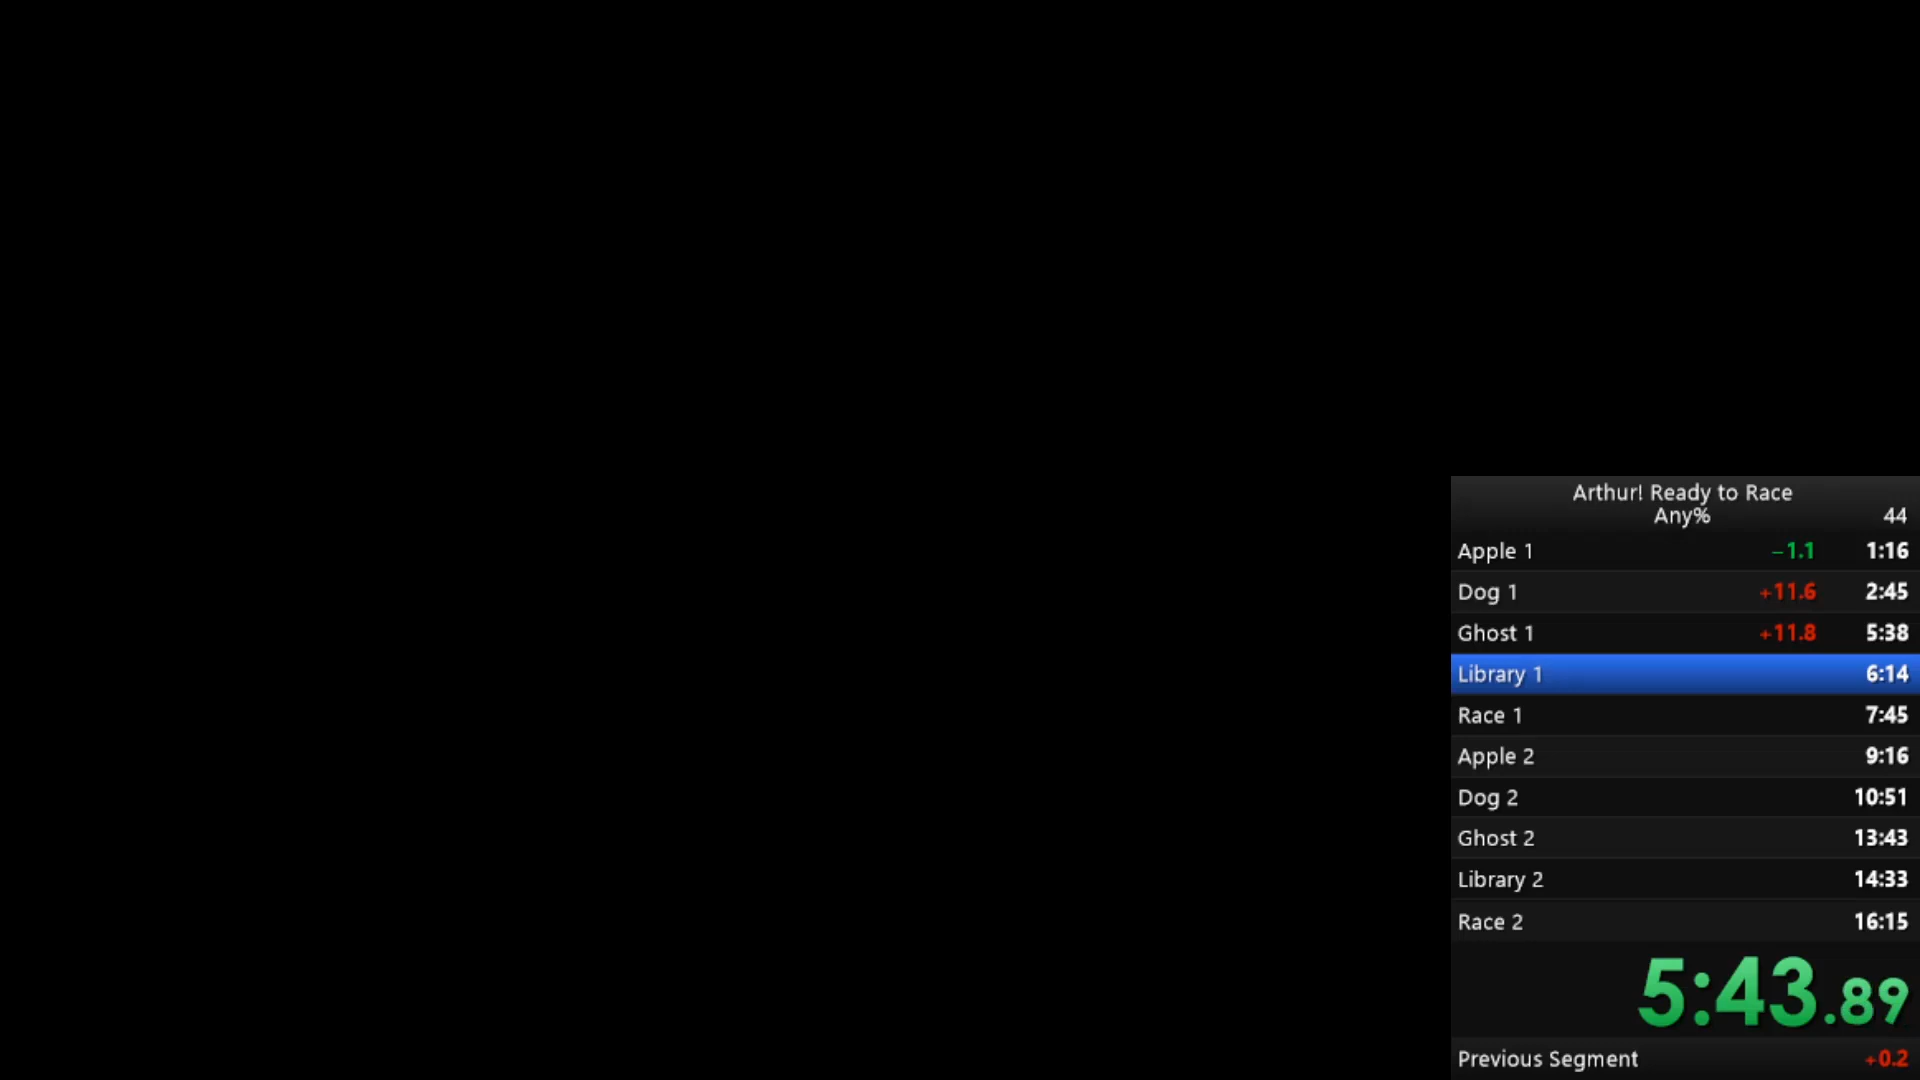 Arthur! Ready to Race
Any% 44
Apple 1 −1.1 1:16
Dog 1 +11.6 2:45
Ghost 1 +11.8 5:38
Library 1 6:14
Race 1 7:45
Apple 2 9:16
Dog 2 10:51
Ghost 2 13:43
Library 2 14:33
Race 2 16:15
5:43.89
Previous Segment +0.2